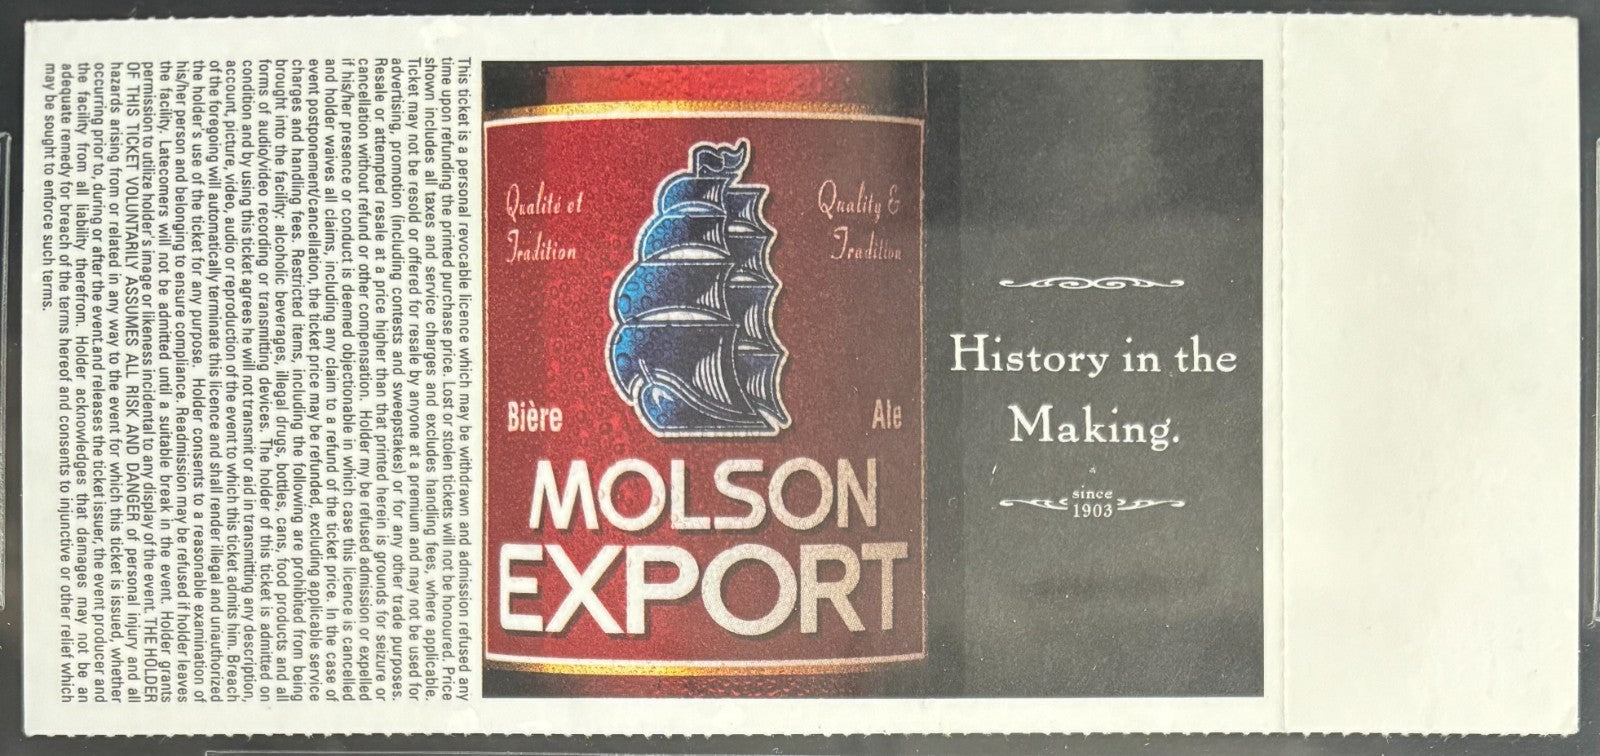 This ticket is a personal revocable licence which may be withdrawn and admission refused any
time upon refunding the printed purchase price. Lost or stolen tickets will not be honoured. Price
shown includes all taxes and service charges and excludes handling fees, where applicable.
Ticket may not be resold or offered for resale by anyone at a premium and may not be used for
advertising, promotion (including contests and sweepstakes) or for any other trade purposes.
Resale or attempted resale at a price higher than that printed herein is grounds for seizure or
cancellation without refund or other compensation. Holder my be refused admission or expelled
if his/her presence or conduct is deemed objectionable in which case this licence is cancelled
and holder waives all claims, including any claim to a refund of the ticket price. In the case of
event postponement/cancellation, the ticket price may be refunded, excluding applicable service
charges and handling fees. Restricted items, including the following are prohibited from being
brought into the facility: alcoholic beverages, illegal drugs, bottles, cans, food products and all
forms of audio/video recording or transmitting devices. The holder of this ticket is admitted on
condition and by using this ticket agrees he will not transmit or aid in transmitting any description,
account, picture, video, audio or reproduction of the event to which this ticket admits him. Breach
of the foregoing will automatically terminate this licence and shall render illegal and unauthorized
the holder's use of the ticket for any purpose. Holder consents to a reasonable examination of
his/her person and belonging to ensure compliance. Readmission may be refused if holder leaves
the facility. Latecomers will not be admitted until a suitable break in the event. Holder grants
permission to utilize holder's image or likeness incidental to any display of the event. THE HOLDER
OF THIS TICKET VOLUNTARILY ASSUMES ALL RISK AND DANGER of personal injury and all
hazards arising from or related in any way to the event for which this ticket is issued, whether
occurring prior to, during or after the event and releases the ticket issuer, the event producer and
the facility from all liability therefrom. Holder acknowledges that damages may not be an
adequate remedy for breach of the terms hereof and consents to injunctive or other relief which
may be sought to enforce such terms.
Qualité et
Tradition
Quality &
Tradition
Bière
Ale
MOLSON
EXPORT
History in the
Making.
since
1903